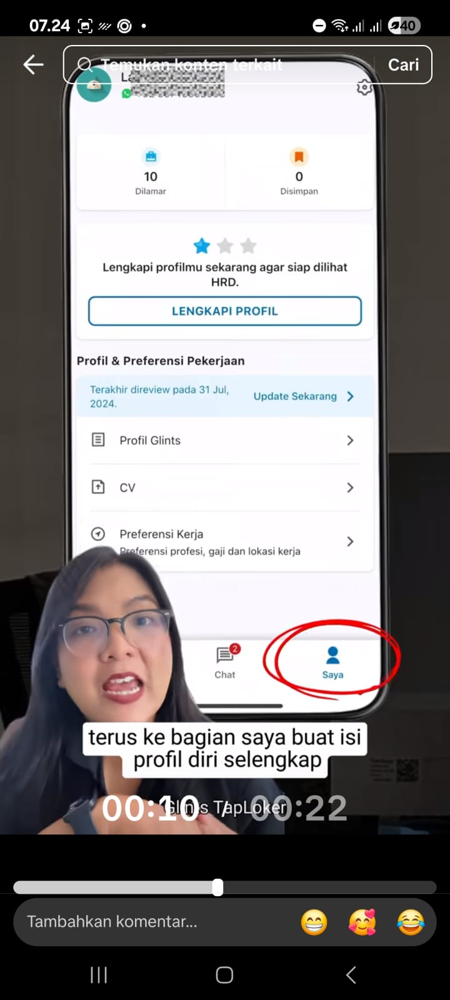 07.24
40
Temukan konten terkait
Cari
10
Dilamar
0
Disimpan
Lengkapi profilmu sekarang agar siap dilihat
HRD.
LENGKAPI PROFIL
Profil & Preferensi Pekerjaan
Terakhir direview pada 31 Jul,
2024.
Update Sekarang
Profil Glints
CV
Preferensi Kerja
Preferensi profesi, gaji dan lokasi kerja
2
Chat
Saya
terus ke bagian saya buat isi
profil diri selengkap
Glints TapLoker
00:10 / 00:22
Tambahkan komentar...